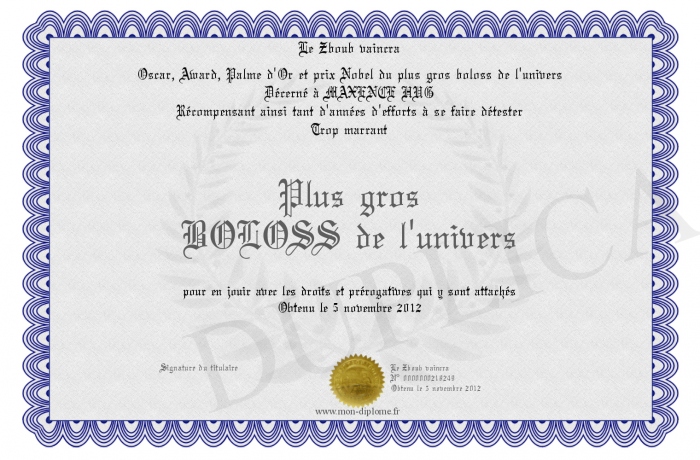 Le Zboub vaincra
Oscar, Award, Palme d'Or et prix Nobel du plus gros boloss de l'univers
Décerné à MAXENCE HUG
Récompensant ainsi tant d'années d'efforts à se faire détester
Trop marrant
Plus gros
BOLOSS de l'univers
pour en jouir avec les droits et prérogatives qui y sont attachés
Obtenu le 5 novembre 2012
Signature du titulaire
Le Zboub vaincra
N° 0000000218249
Obtenu le 5 novembre 2012
www.mon-diplome.fr
DUPLICA